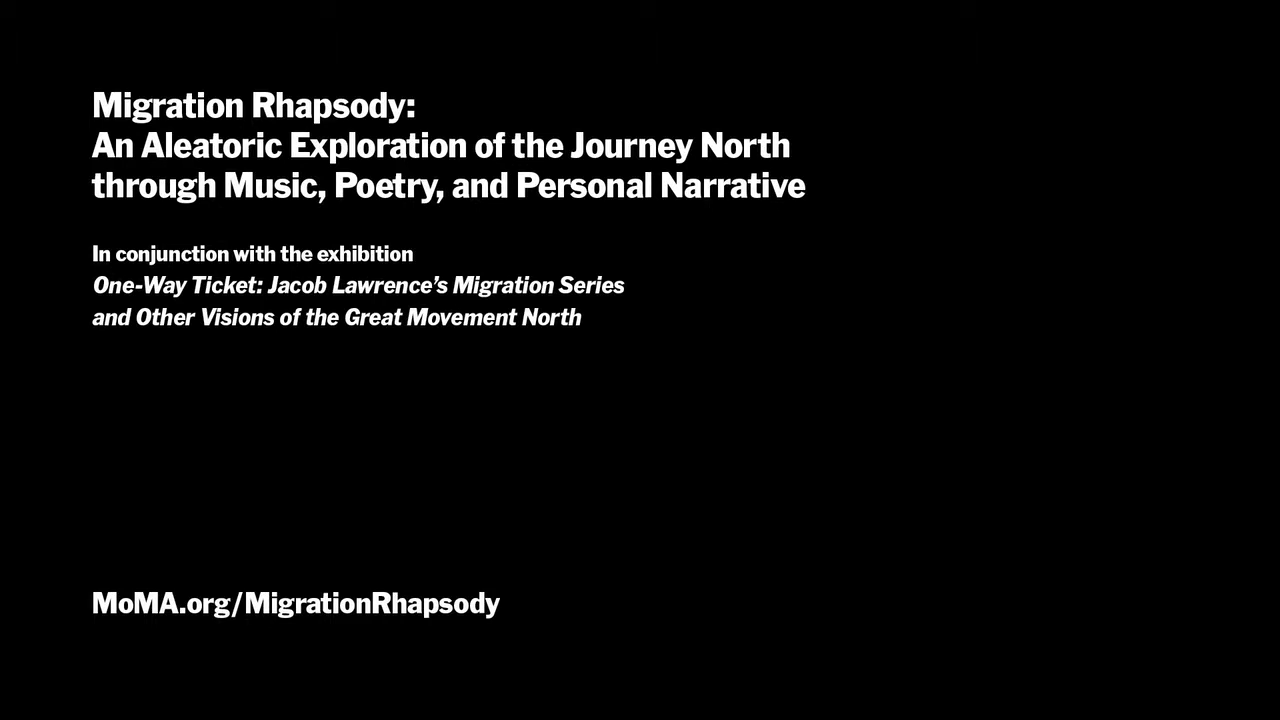 Migration Rhapsody:
An Aleatoric Exploration of the Journey North
through Music, Poetry, and Personal Narrative
In conjunction with the exhibition
One-Way Ticket: Jacob Lawrence’s Migration Series
and Other Visions of the Great Movement North
MoMA.org/MigrationRhapsody